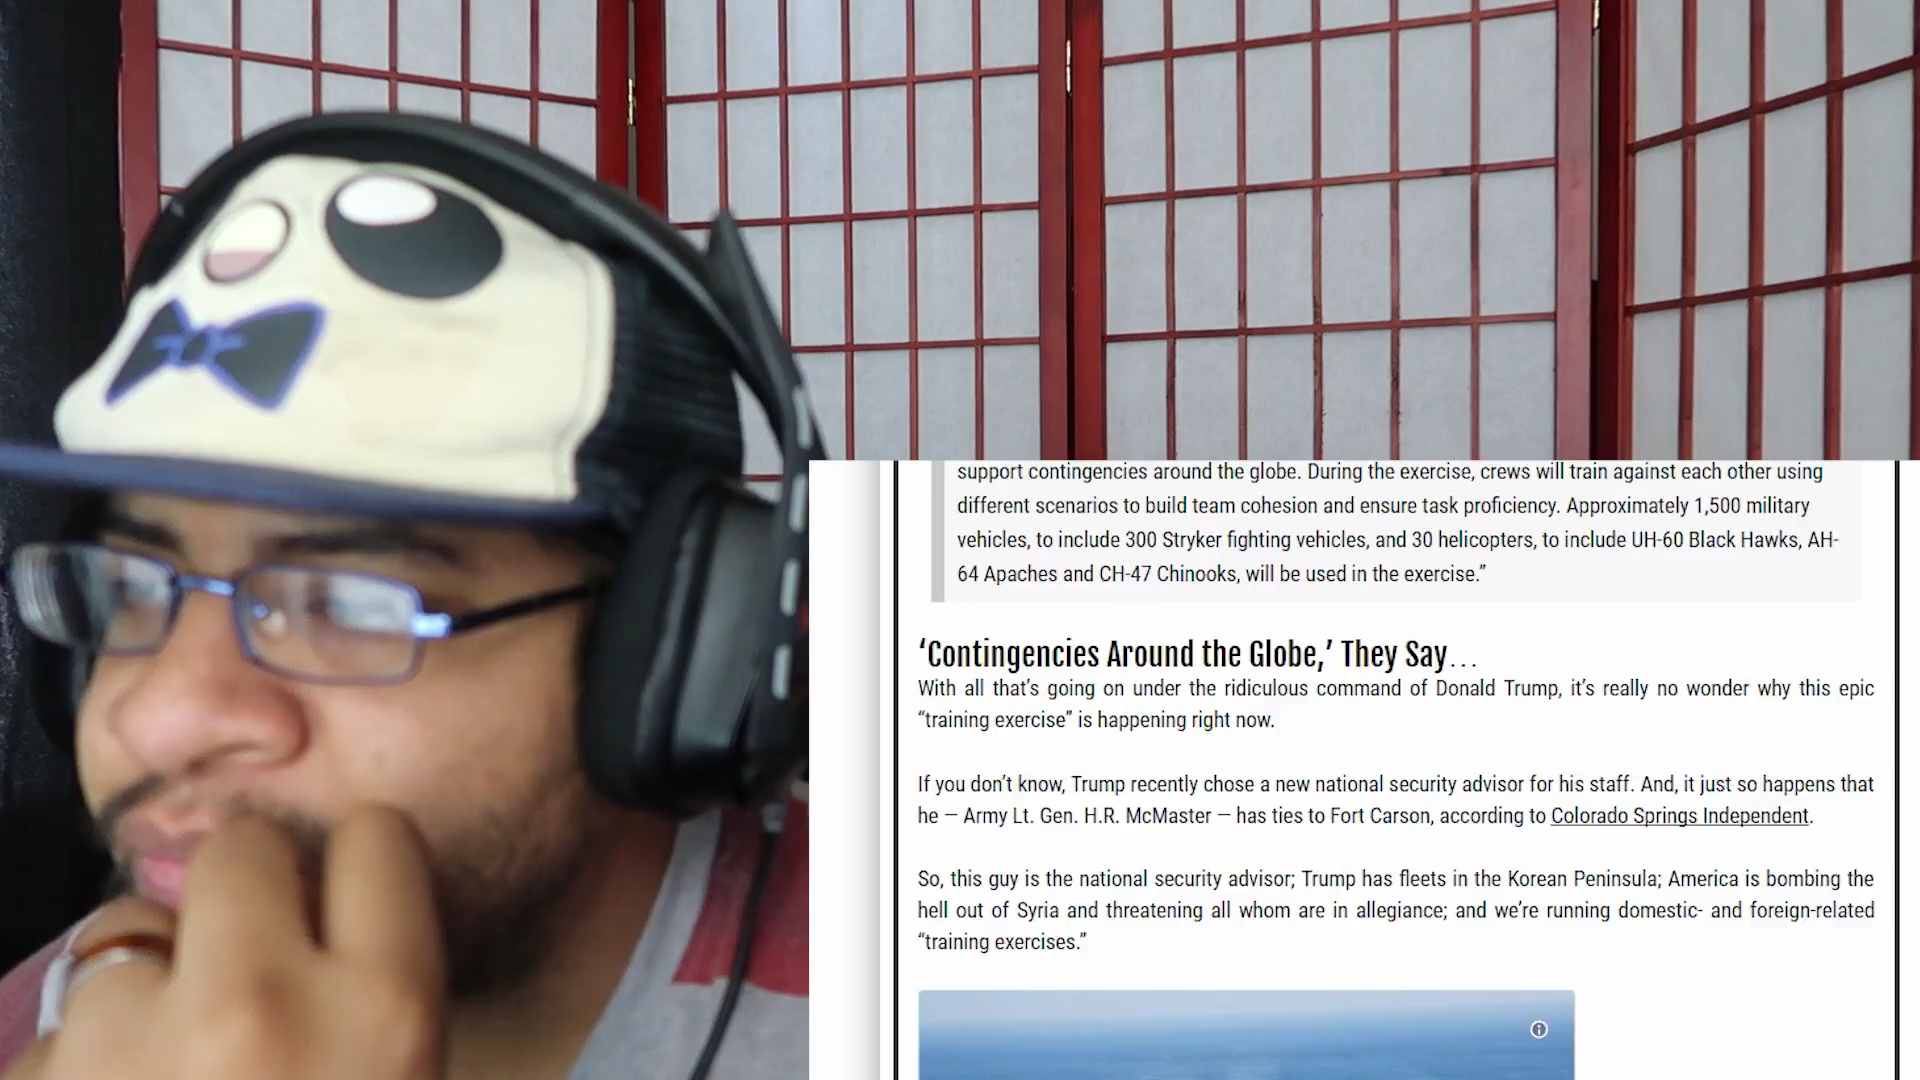 support contingencies around the globe. During the exercise, crews will train against each other using
different scenarios to build team cohesion and ensure task proficiency. Approximately 1,500 military
vehicles, to include 300 Stryker fighting vehicles, and 30 helicopters, to include UH-60 Black Hawks, AH-
64 Apaches and CH-47 Chinooks, will be used in the exercise.”
‘Contingencies Around the Globe,’ They Say…
With all that’s going on under the ridiculous command of Donald Trump, it’s really no wonder why this epic
“training exercise” is happening right now.
If you don’t know, Trump recently chose a new national security advisor for his staff. And, it just so happens that
he — Army Lt. Gen. H.R. McMaster — has ties to Fort Carson, according to Colorado Springs Independent.
So, this guy is the national security advisor; Trump has fleets in the Korean Peninsula; America is bombing the
hell out of Syria and threatening all whom are in allegiance; and we’re running domestic- and foreign-related
“training exercises.”